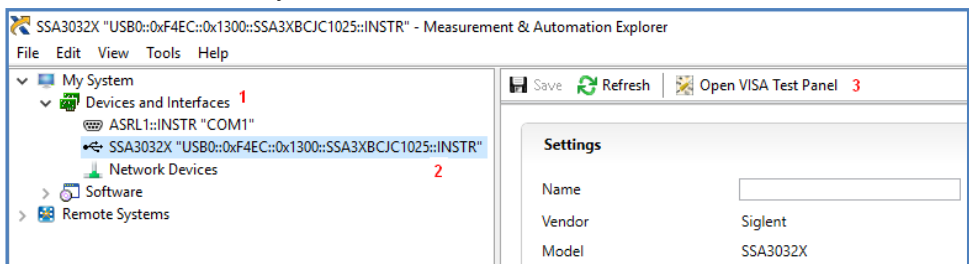 SSA3032X "USB0::0xF4EC::0x1300::SSA3XBCJC1025::INSTR" - Measurement & Automation Explorer
File Edit View Tools Help
My System
Devices and Interfaces 1
ASRL1::INSTR "COM1"
SSA3032X "USB0::0xF4EC::0x1300::SSA3XBCJC1025::INSTR"
Network Devices 2
Software
Remote Systems
Save Refresh Open VISA Test Panel 3
Settings
Name
Vendor Siglent
Model SSA3032X